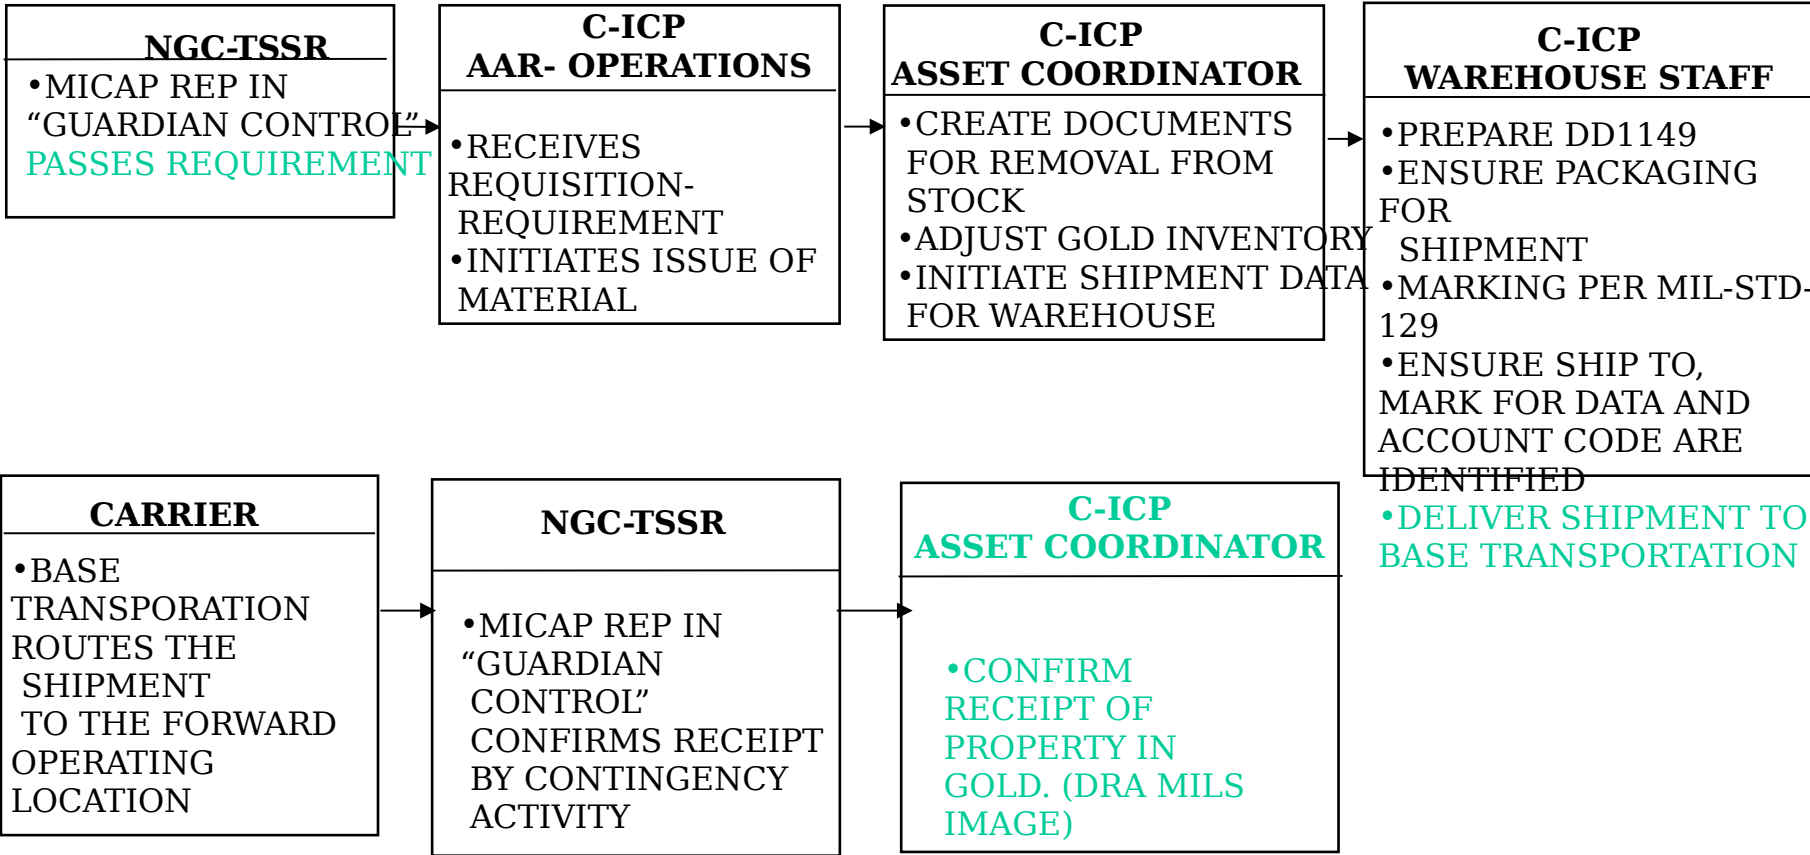 NGC-TSSR
•MICAP REP IN
“GUARDIAN CONTROL”
PASSES REQUIREMENT
C-ICP
AAR- OPERATIONS
•RECEIVES
REQUISITION-
REQUIREMENT
•INITIATES ISSUE OF
MATERIAL
C-ICP
ASSET COORDINATOR
•CREATE DOCUMENTS
FOR REMOVAL FROM
STOCK
•ADJUST GOLD INVENTORY
•INITIATE SHIPMENT DATA
FOR WAREHOUSE
C-ICP
WAREHOUSE STAFF
•PREPARE DD1149
•ENSURE PACKAGING
FOR
SHIPMENT
•MARKING PER MIL-STD-
129
•ENSURE SHIP TO,
MARK FOR DATA AND
ACCOUNT CODE ARE
IDENTIFIED
•DELIVER SHIPMENT TO
BASE TRANSPORTATION
CARRIER
•BASE
TRANSPORATION
ROUTES THE
SHIPMENT
TO THE FORWARD
OPERATING
LOCATION
NGC-TSSR
•MICAP REP IN
“GUARDIAN
CONTROL”
CONFIRMS RECEIPT
BY CONTINGENCY
ACTIVITY
C-ICP
ASSET COORDINATOR
•CONFIRM
RECEIPT OF
PROPERTY IN
GOLD. (DRA MILS
IMAGE)